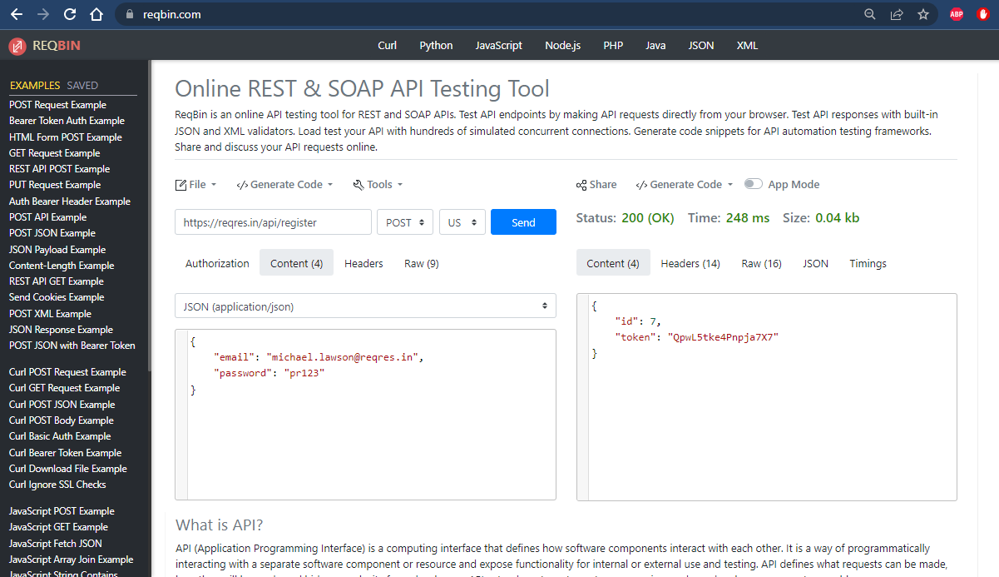 reqbin.com
ABP
REQBIN
Curl Python JavaScript Node.js PHP Java JSON XML
EXAMPLES SAVED
POST Request Example
Bearer Token Auth Example
HTML Form POST Example
GET Request Example
REST API POST Example
PUT Request Example
Auth Bearer Header Example
POST API Example
POST JSON Example
JSON Payload Example
Content-Length Example
REST API GET Example
Send Cookies Example
POST XML Example
JSON Response Example
POST JSON with Bearer Token
Curl POST Request Example
Curl GET Request Example
Curl POST JSON Example
Curl POST Body Example
Curl Basic Auth Example
Curl Bearer Token Example
Curl Download File Example
Curl Ignore SSL Checks
JavaScript POST Example
JavaScript GET Example
JavaScript Fetch JSON
JavaScript Array Join Example
JavaScript String Contains
Online REST & SOAP API Testing Tool
ReqBin is an online API testing tool for REST and SOAP APIs. Test API endpoints by making API requests directly from your browser. Test API responses with built-in
JSON and XML validators. Load test your API with hundreds of simulated concurrent connections. Generate code snippets for API automation testing frameworks.
Share and discuss your API requests online.
File </> Generate Code Tools
https://reqres.in/api/register POST US Send
Authorization Content (4) Headers Raw (9)
JSON (application/json)
{
"email": "michael.lawson@reqres.in",
"password": "pr123"
}
Share </> Generate Code App Mode
Status: 200 (OK) Time: 248 ms Size: 0.04 kb
Content (4) Headers (14) Raw (16) JSON Timings
{
"id": 7,
"token": "QpwL5tke4Pnpja7X7"
}
What is API?
API (Application Programming Interface) is a computing interface that defines how software components interact with each other. It is a way of programmatically
interacting with a separate software component or resource and expose functionality for internal or external use and testing. API defines what requests can be made,